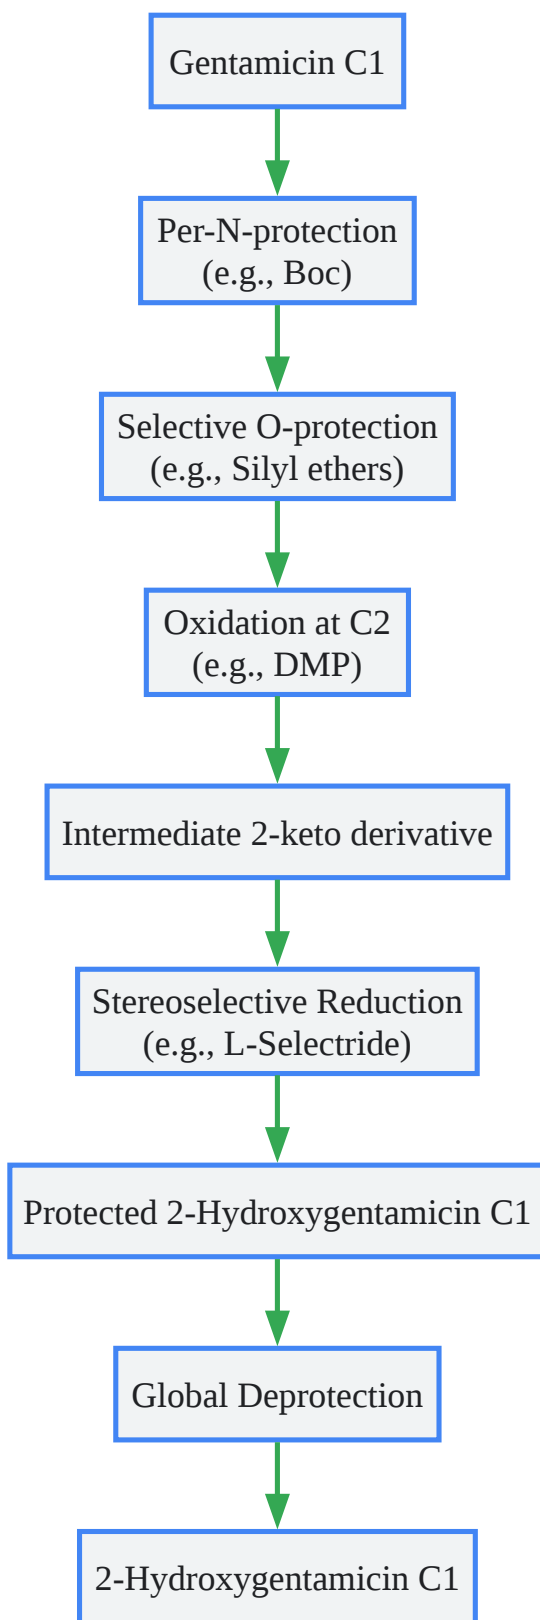 Gentamicin C1
Per-N-protection
(e.g., Boc)
Selective O-protection
(e.g., Silyl ethers)
Oxidation at C2
(e.g., DMP)
Intermediate 2-keto derivative
Stereoselective Reduction
(e.g., L-Selectride)
Protected 2-Hydroxygentamicin C1
Global Deprotection
2-Hydroxygentamicin C1